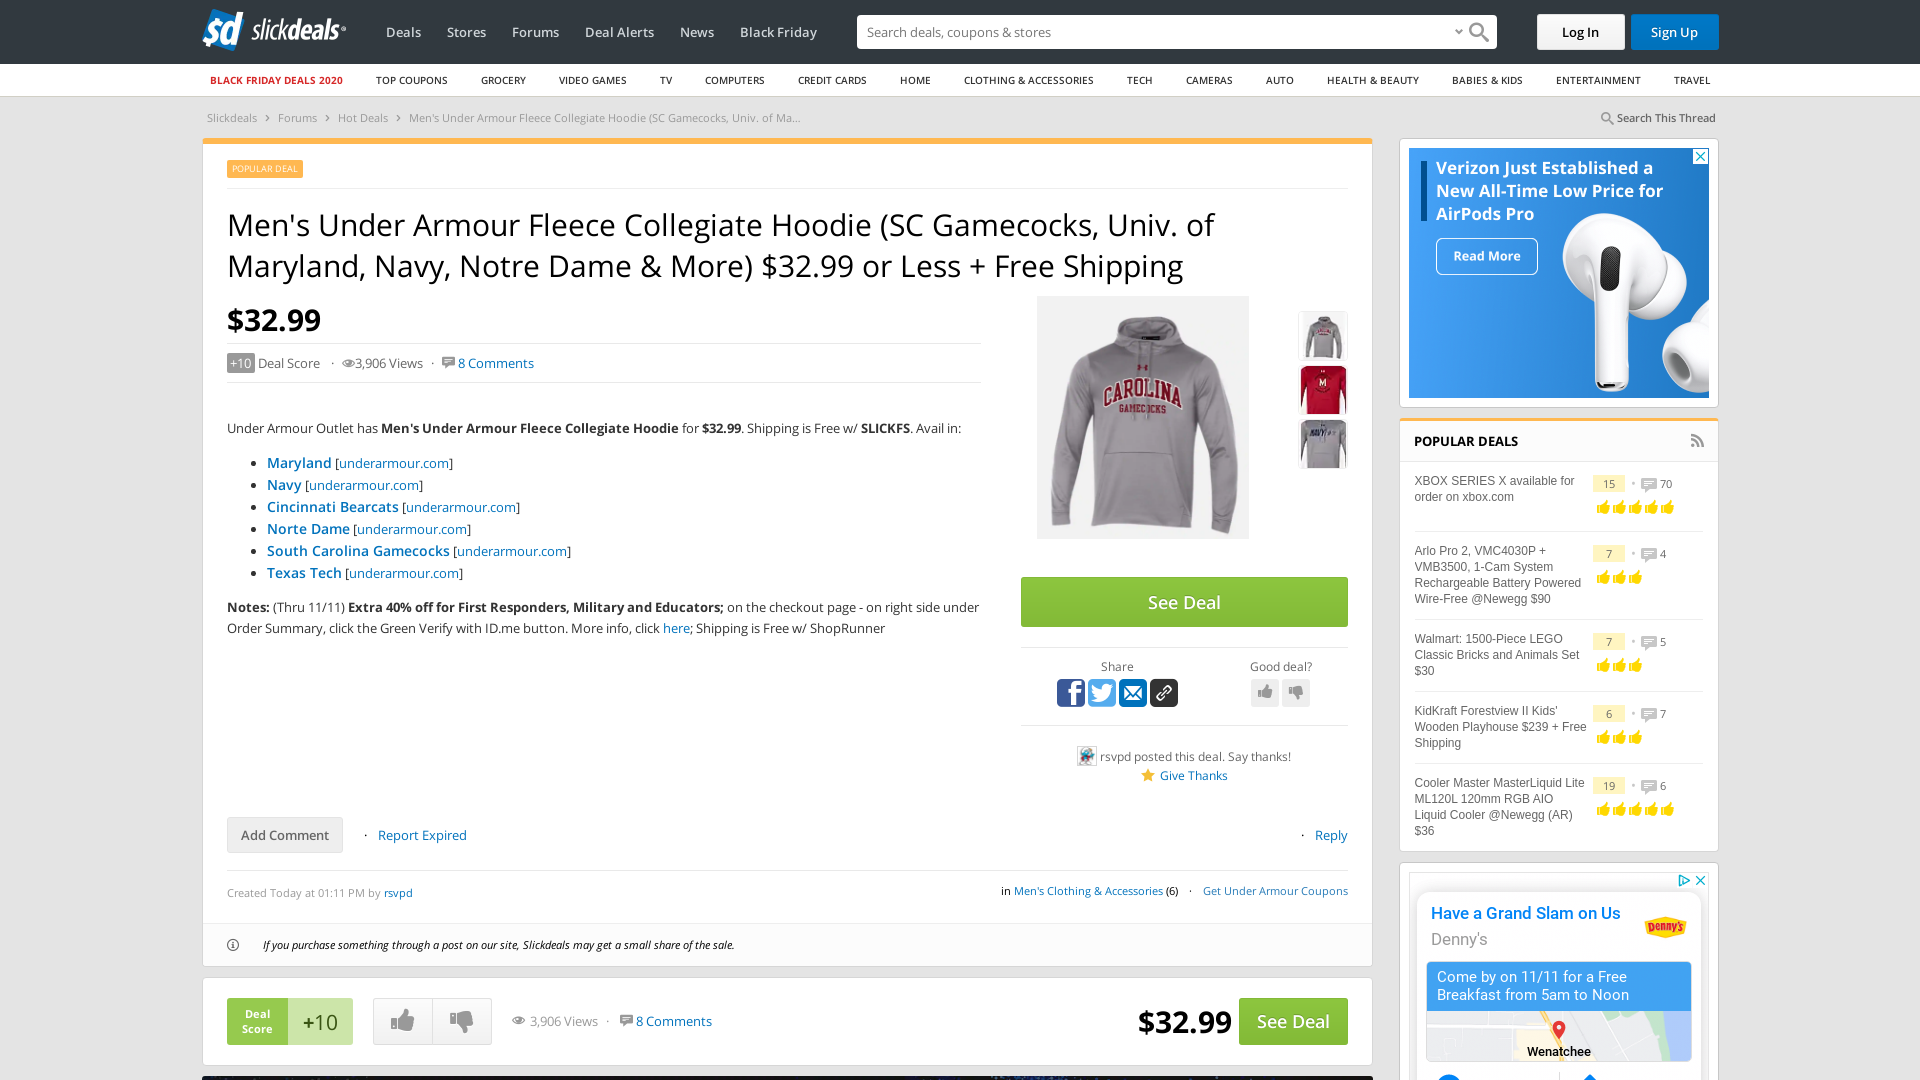 slickdeals
Deals
Stores
Forums
Deal Alerts
News
Black Friday
Search deals, coupons & stores
Log In
Sign Up
BLACK FRIDAY DEALS 2020
TOP COUPONS
GROCERY
VIDEO GAMES
TV
COMPUTERS
CREDIT CARDS
HOME
CLOTHING & ACCESSORIES
TECH
CAMERAS
AUTO
HEALTH & BEAUTY
BABIES & KIDS
ENTERTAINMENT
TRAVEL
Slickdeals › Forums › Hot Deals › Men's Under Armour Fleece Collegiate Hoodie (SC Gamecocks, Univ. of Ma...
Search This Thread
POPULAR DEAL
Men's Under Armour Fleece Collegiate Hoodie (SC Gamecocks, Univ. of
Maryland, Navy, Notre Dame & More) $32.99 or Less + Free Shipping
$32.99
+10 Deal Score · 3,906 Views · 8 Comments
Under Armour Outlet has Men's Under Armour Fleece Collegiate Hoodie for $32.99. Shipping is Free w/ SLICKFS. Avail in:
• Maryland [underarmour.com]
• Navy [underarmour.com]
• Cincinnati Bearcats [underarmour.com]
• Norte Dame [underarmour.com]
• South Carolina Gamecocks [underarmour.com]
• Texas Tech [underarmour.com]
Notes: (Thru 11/11) Extra 40% off for First Responders, Military and Educators; on the checkout page - on right side under
Order Summary, click the Green Verify with ID.me button. More info, click here; Shipping is Free w/ ShopRunner
CAROLINA
GAMECOCKS
See Deal
Share
Good deal?
rsvpd posted this deal. Say thanks!
Give Thanks
Add Comment
· Report Expired
· Reply
Created Today at 01:11 PM by rsvpd
in Men's Clothing & Accessories (6) · Get Under Armour Coupons
If you purchase something through a post on our site, Slickdeals may get a small share of the sale.
Deal
Score
+10
3,906 Views · 8 Comments
$32.99
See Deal
Verizon Just Established a
New All-Time Low Price for
AirPods Pro
Read More
POPULAR DEALS
XBOX SERIES X available for
order on xbox.com
15 • 70
Arlo Pro 2, VMC4030P +
VMB3500, 1-Cam System
Rechargeable Battery Powered
Wire-Free @Newegg $90
7 • 4
Walmart: 1500-Piece LEGO
Classic Bricks and Animals Set
$30
7 • 5
KidKraft Forestview II Kids'
Wooden Playhouse $239 + Free
Shipping
6 • 7
Cooler Master MasterLiquid Lite
ML120L 120mm RGB AIO
Liquid Cooler @Newegg (AR)
$36
19 • 6
Have a Grand Slam on Us
Denny's
Denny's
Come by on 11/11 for a Free
Breakfast from 5am to Noon
Wenatchee